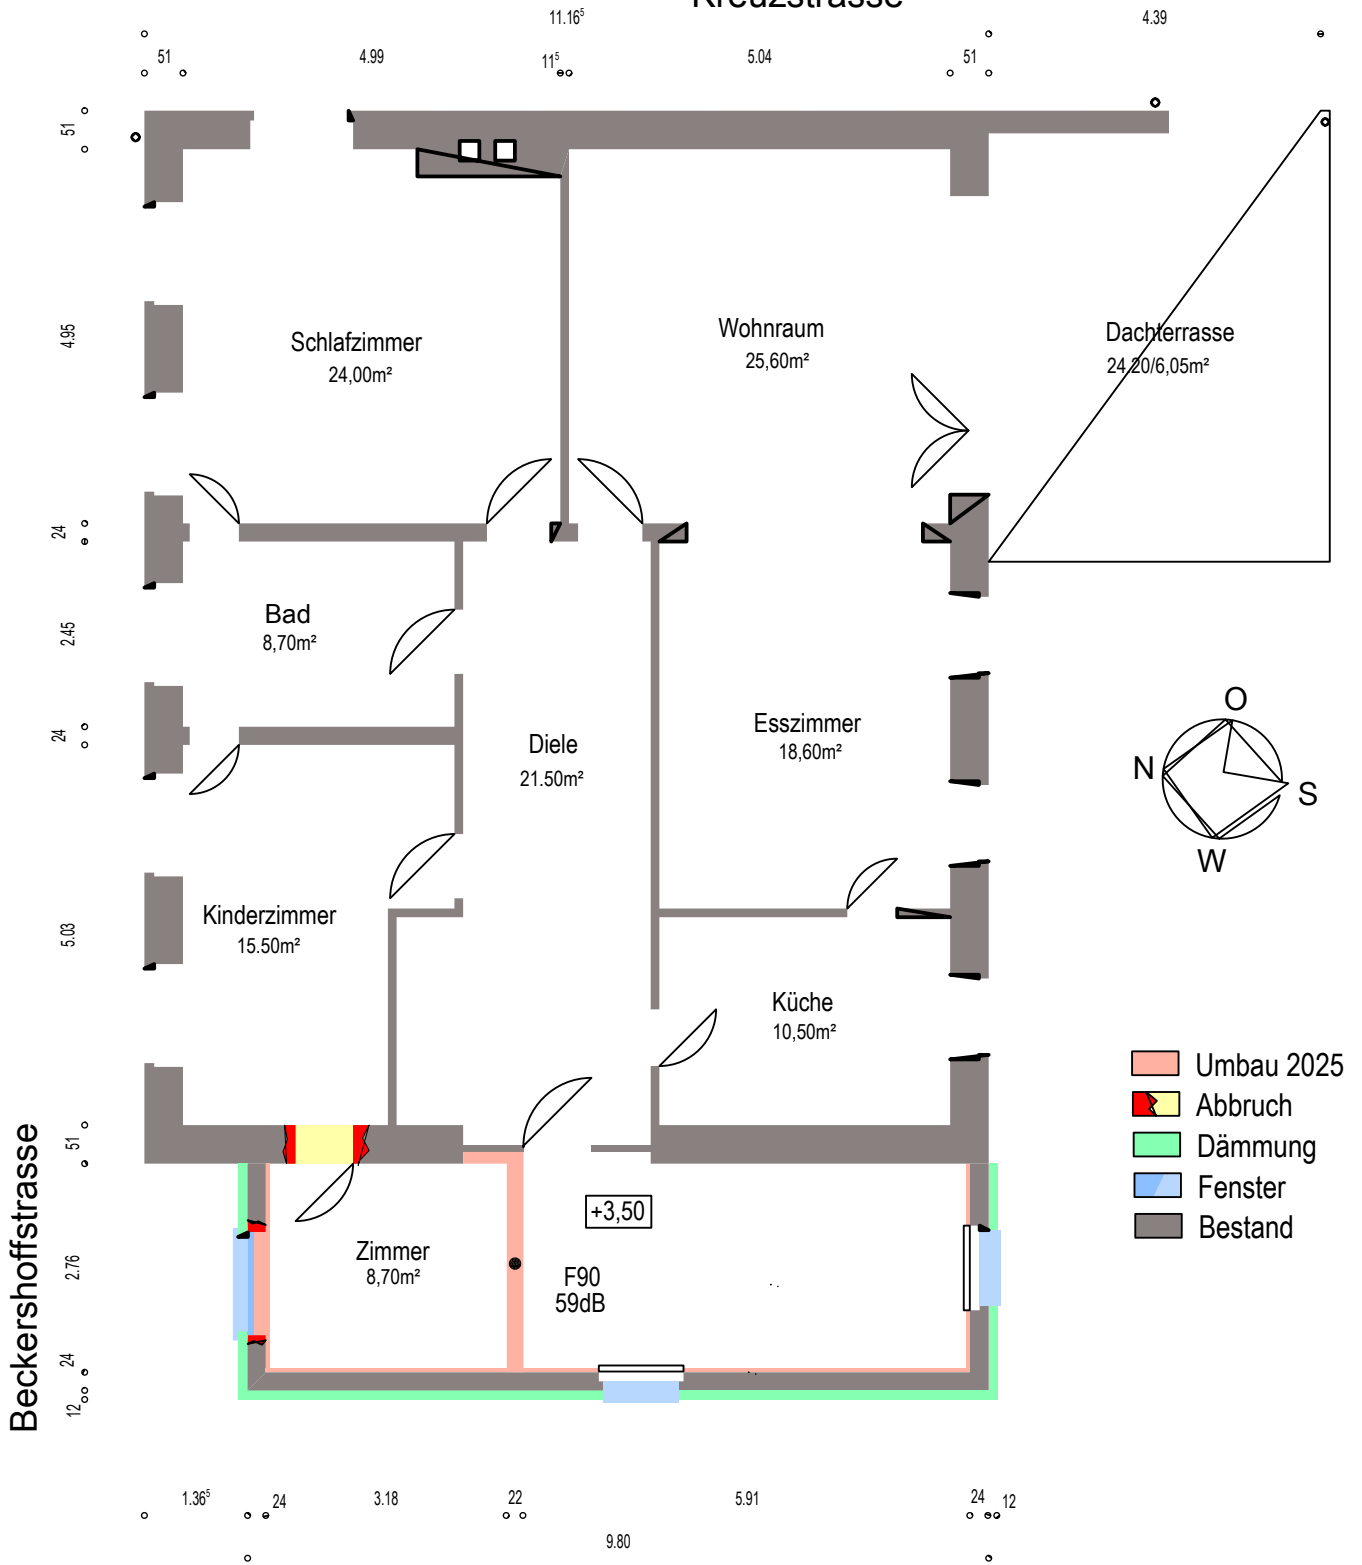 Kreuzstrasse
11.16⁵
4.39
51
4.99
11⁵
5.04
51
51
4.95
24
2.45
24
5.03
51
2.76
24
12
Schlafzimmer
24,00m²
Wohnraum
25,60m²
Dachterrasse
24.20/6,05m²
Bad
8,70m²
Diele
21.50m²
Esszimmer
18,60m²
O
N
S
W
Kinderzimmer
15.50m²
Küche
10,50m²
Umbau 2025
Abbruch
Dämmung
Fenster
Bestand
Beckershoffstrasse
+3,50
Zimmer
8,70m²
F90
59dB
1.36⁵
24
3.18
22
5.91
24
12
9.80